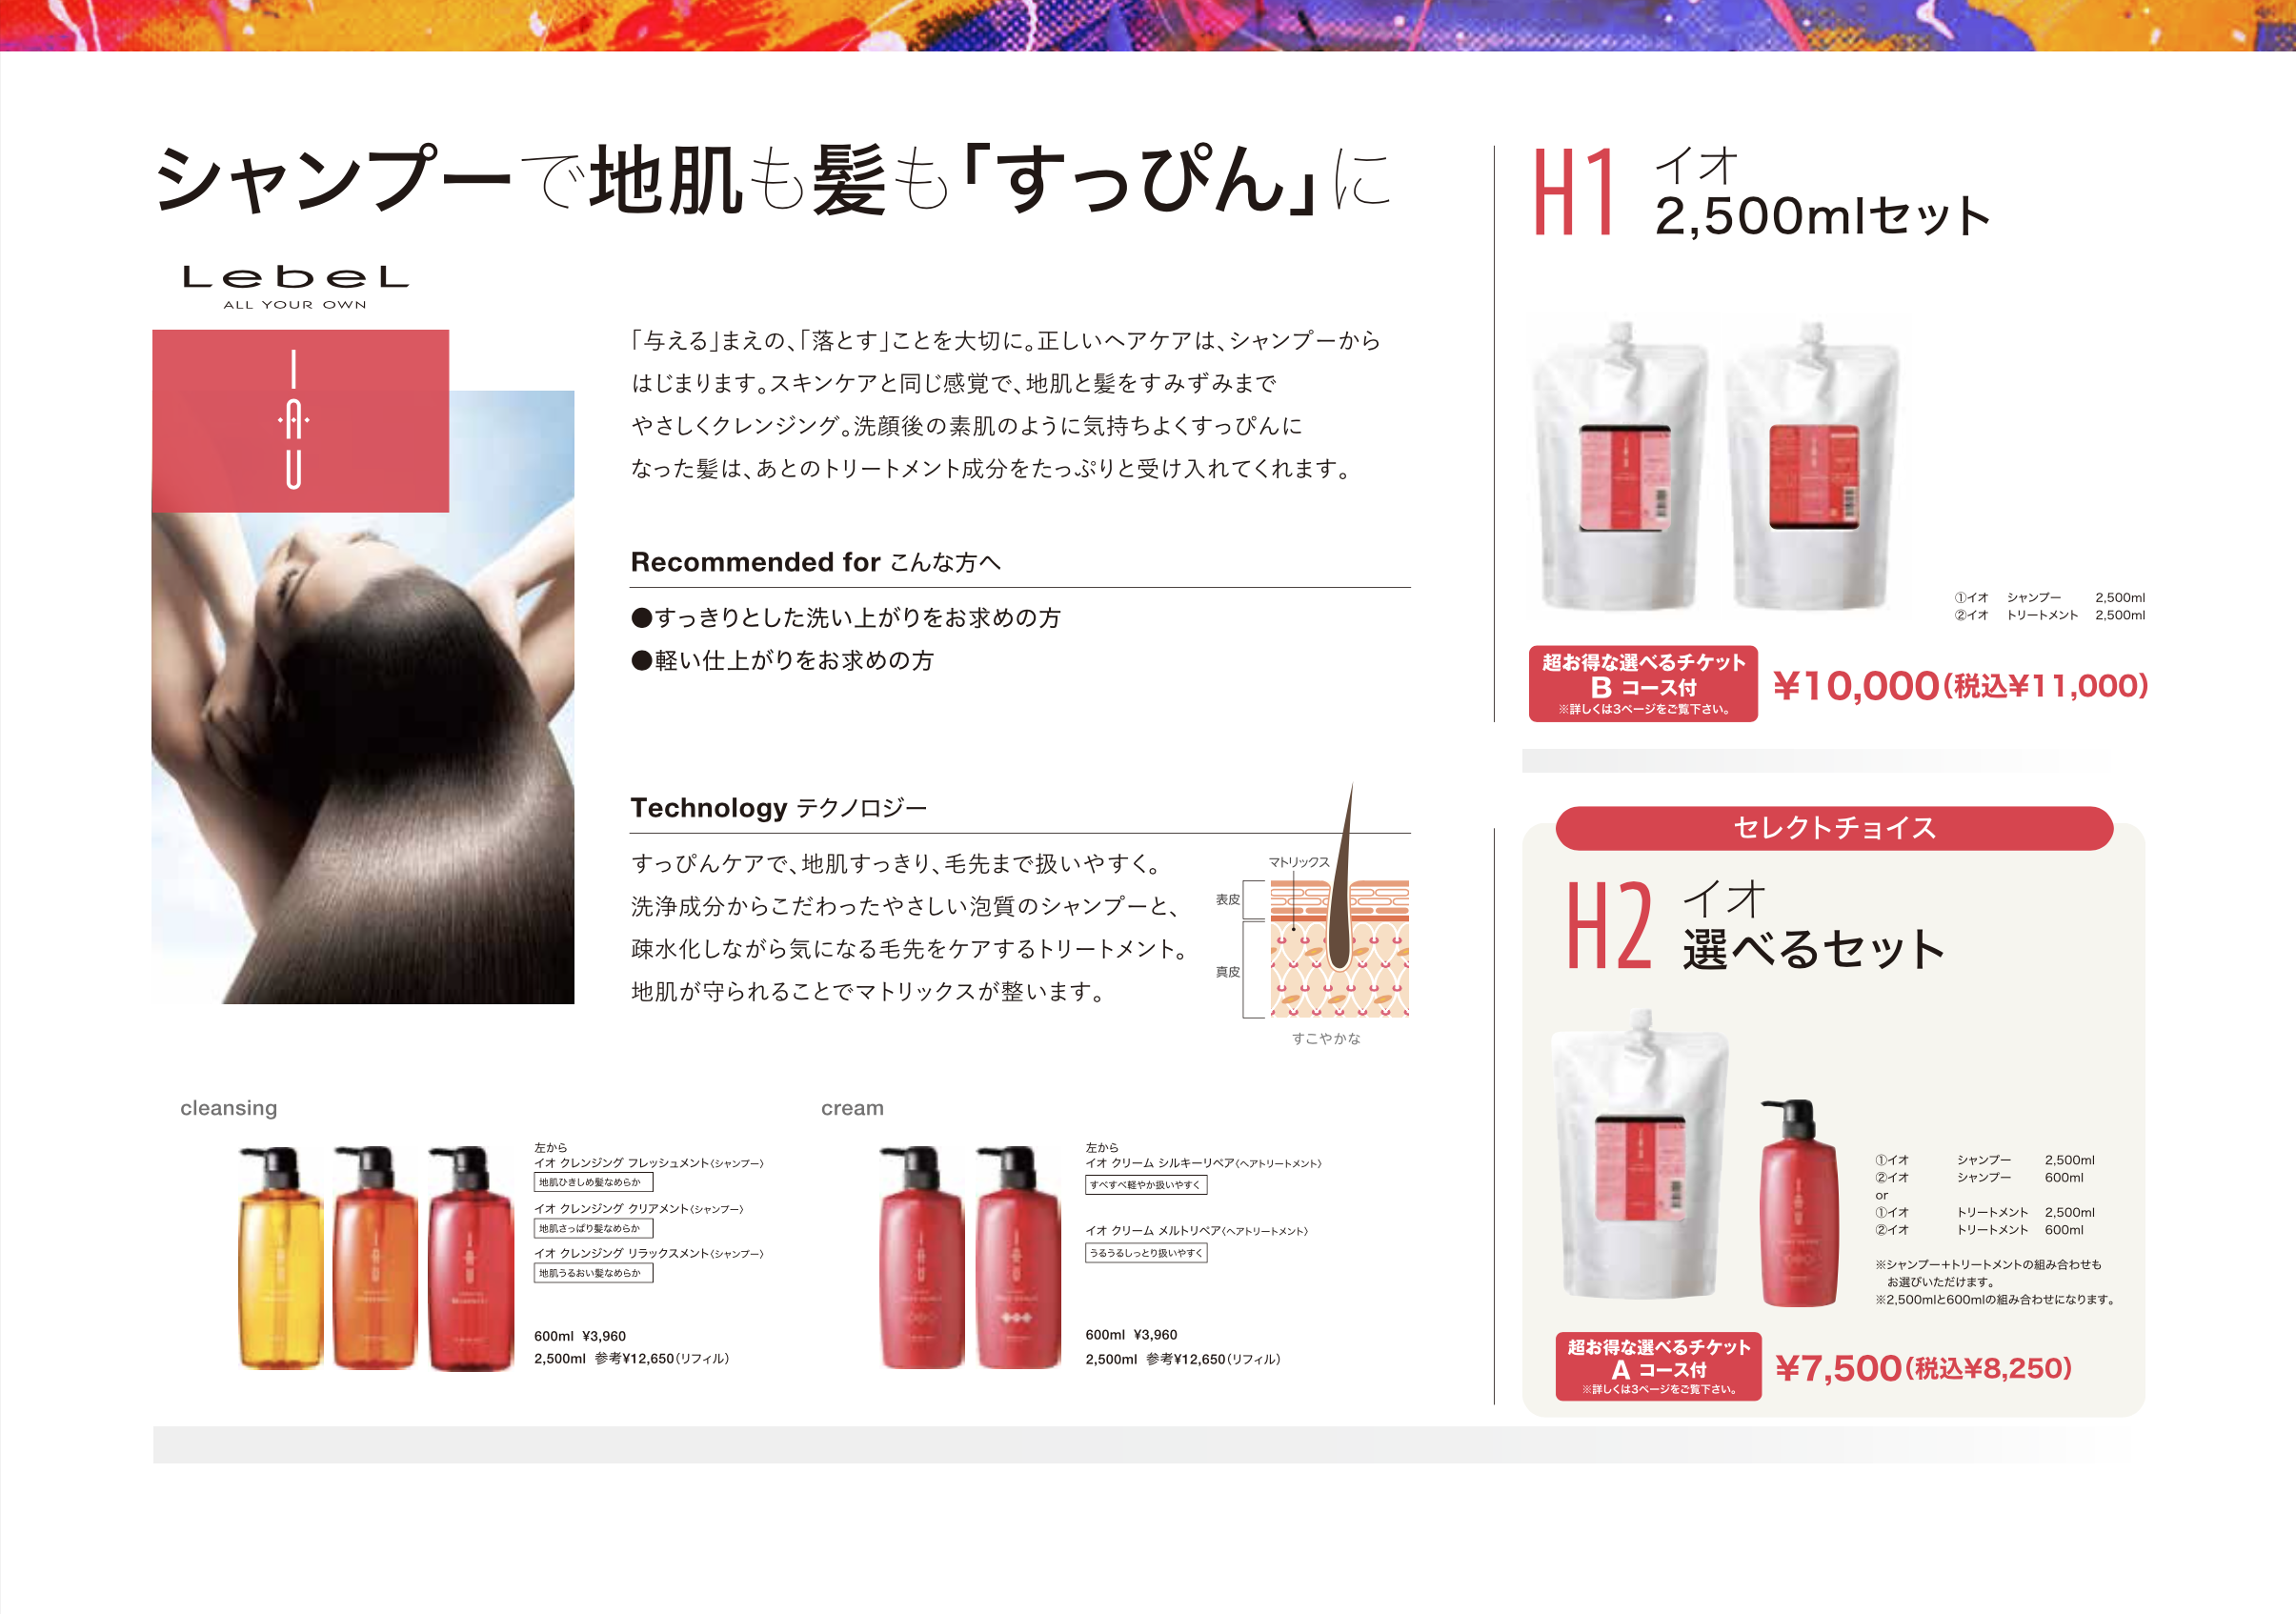 シャンプーで地肌も髪も「すっぴん」に
LebeL
ALL YOUR OWN
IAU
「与える」まえの、「落とす」ことを大切に。正しいヘアケアは、シャンプーから
はじまります。スキンケアと同じ感覚で、地肌と髪をすみずみまで
やさしくクレンジング。洗顔後の素肌のように気持ちよくすっぴんに
なった髪は、あとのトリートメント成分をたっぷりと受け入れてくれます。
Recommended for こんな方へ
●すっきりとした洗い上がりをお求めの方
●軽い仕上がりをお求めの方
Technology テクノロジー
すっぴんケアで、地肌すっきり、毛先まで扱いやすく。
洗浄成分からこだわったやさしい泡質のシャンプーと、
疎水化しながら気になる毛先をケアするトリートメント。
地肌が守られることでマトリックスが整います。
マトリックス
表皮
真皮
すこやかな
cleansing
左から
イオ クレンジング フレッシュメント〈シャンプー〉
地肌ひきしめ髪なめらか
イオ クレンジング クリアメント〈シャンプー〉
地肌さっぱり髪なめらか
イオ クレンジング リラックスメント〈シャンプー〉
地肌うるおい髪なめらか
600ml ¥3,960
2,500ml 参考¥12,650(リフィル)
cream
左から
イオ クリーム シルキーリペア〈ヘアトリートメント〉
すべすべ軽やか扱いやすく
イオ クリーム メルトリペア〈ヘアトリートメント〉
うるうるしっとり扱いやすく
600ml ¥3,960
2,500ml 参考¥12,650(リフィル)
H1 イオ
2,500mlセット
①イオ シャンプー 2,500ml
②イオ トリートメント 2,500ml
超お得な選べるチケット
B コース付
※詳しくは3ページをご覧下さい。
¥10,000(税込¥11,000)
セレクトチョイス
H2 イオ
選べるセット
①イオ シャンプー 2,500ml
②イオ シャンプー 600ml
or
①イオ トリートメント 2,500ml
②イオ トリートメント 600ml
※シャンプー+トリートメントの組み合わせも
お選びいただけます。
※2,500mlと600mlの組み合わせになります。
超お得な選べるチケット
A コース付
※詳しくは3ページをご覧下さい。
¥7,500(税込¥8,250)